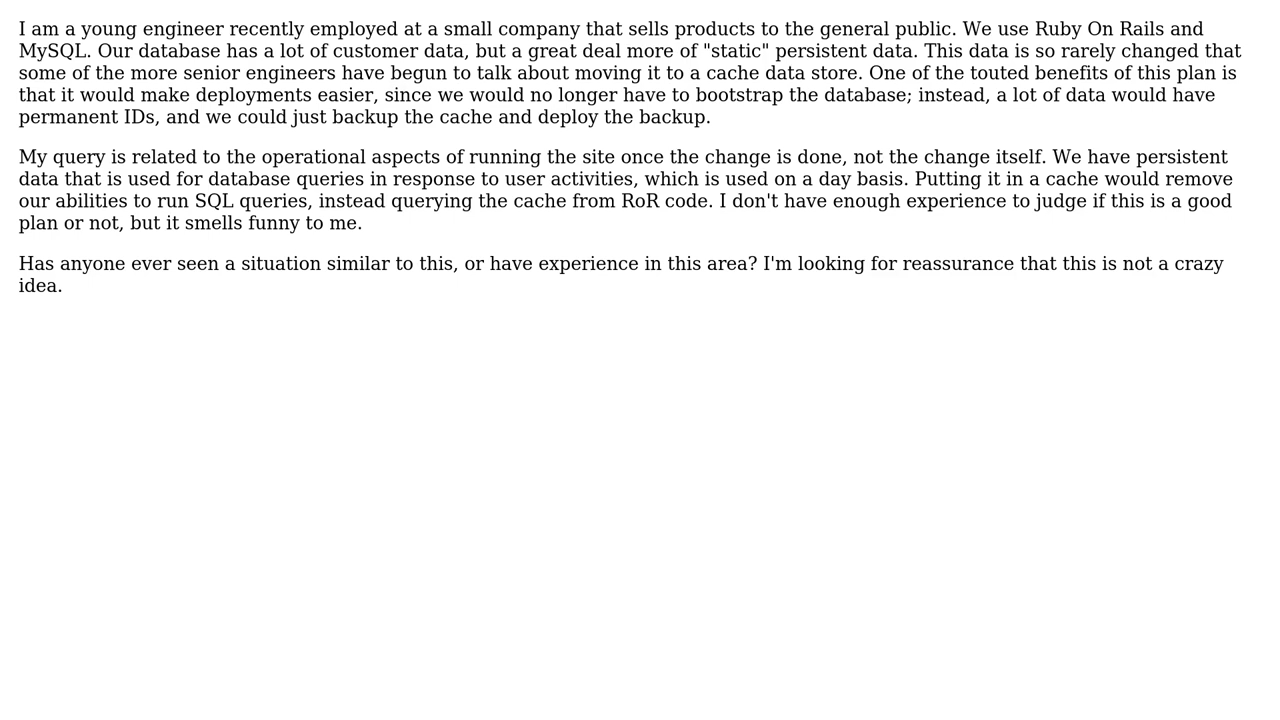 I am a young engineer recently employed at a small company that sells products to the general public. We use Ruby On Rails and
MySQL. Our database has a lot of customer data, but a great deal more of "static" persistent data. This data is so rarely changed that
some of the more senior engineers have begun to talk about moving it to a cache data store. One of the touted benefits of this plan is
that it would make deployments easier, since we would no longer have to bootstrap the database; instead, a lot of data would have
permanent IDs, and we could just backup the cache and deploy the backup.
My query is related to the operational aspects of running the site once the change is done, not the change itself. We have persistent
data that is used for database queries in response to user activities, which is used on a day basis. Putting it in a cache would remove
our abilities to run SQL queries, instead querying the cache from RoR code. I don't have enough experience to judge if this is a good
plan or not, but it smells funny to me.
Has anyone ever seen a situation similar to this, or have experience in this area? I'm looking for reassurance that this is not a crazy
idea.